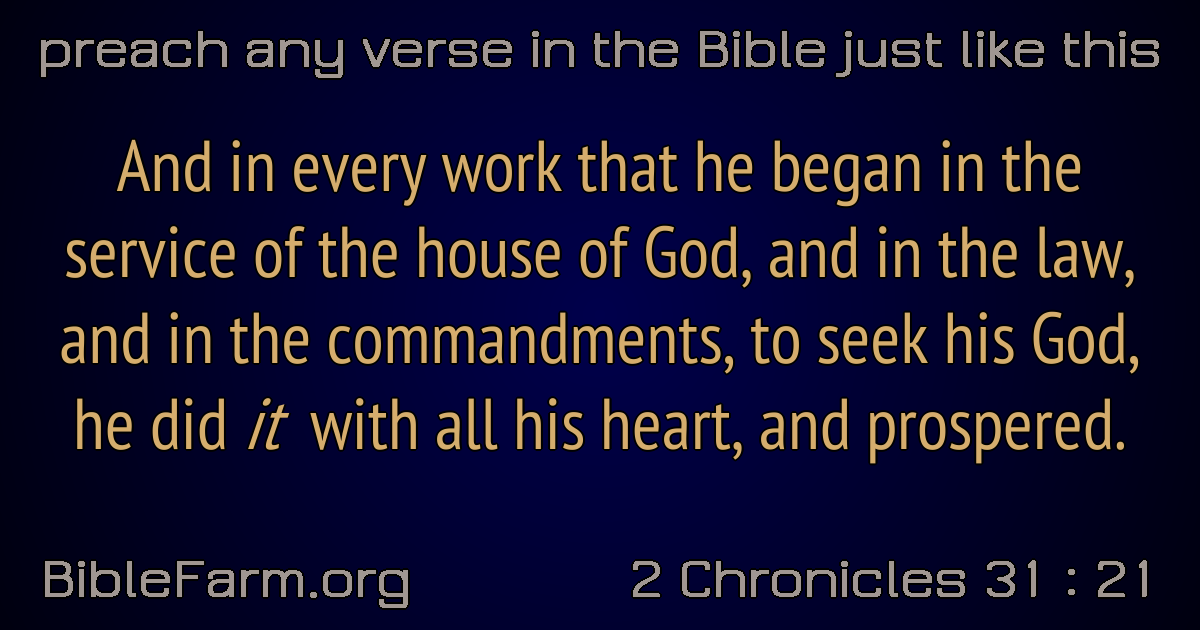 preach any verse in the Bible just like this
And in every work that he began in the
service of the house of God, and in the law,
and in the commandments, to seek his God,
he did it with all his heart, and prospered.
BibleFarm.org
2 Chronicles 31 : 21